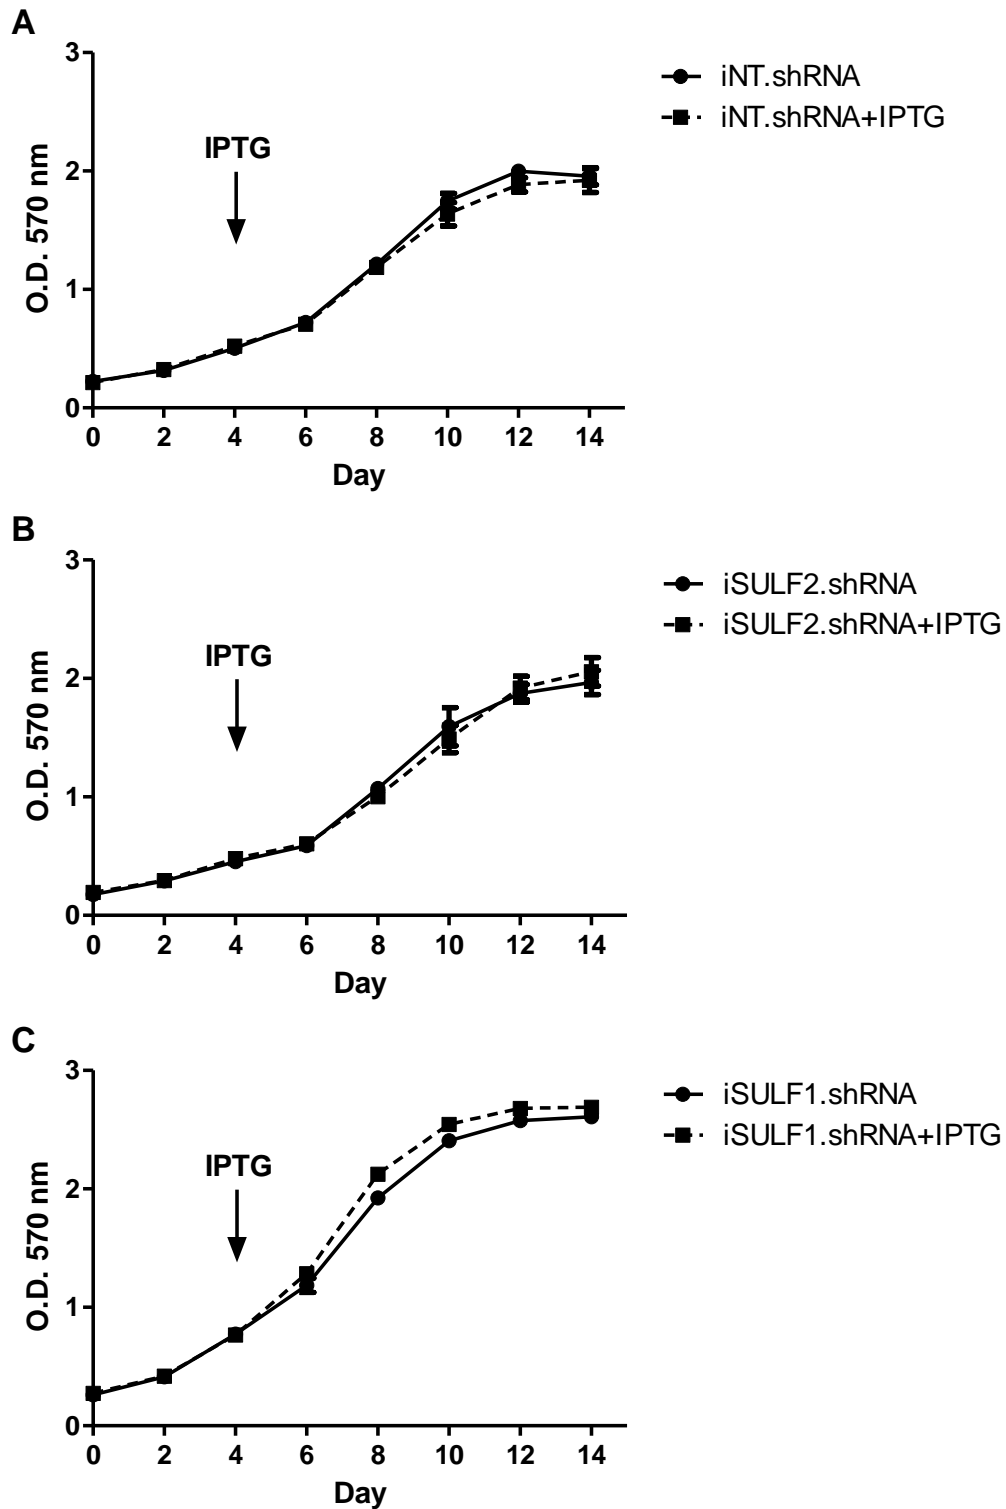 A
3
2
1
0
O.D. 570 nm
IPTG
0 2 4 6 8 10 12 14
Day
iNT.shRNA
iNT.shRNA+IPTG
B
3
2
1
0
O.D. 570 nm
IPTG
0 2 4 6 8 10 12 14
Day
iSULF2.shRNA
iSULF2.shRNA+IPTG
C
3
2
1
0
O.D. 570 nm
IPTG
0 2 4 6 8 10 12 14
Day
iSULF1.shRNA
iSULF1.shRNA+IPTG